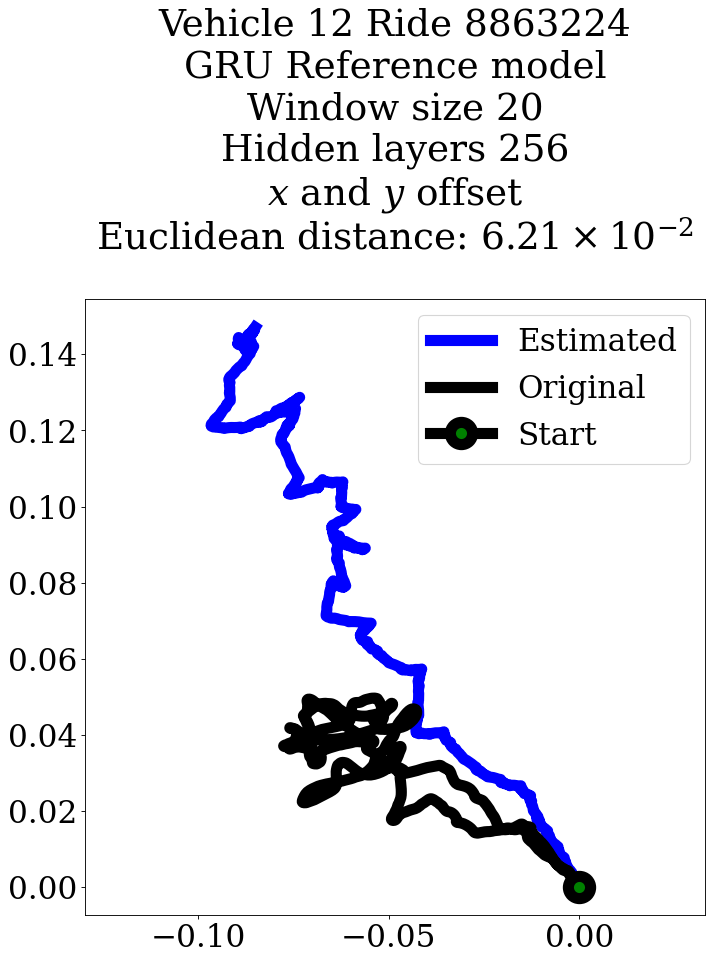 Vehicle 12 Ride 8863224
GRU Reference model
Window size 20
Hidden layers 256
x and y offset
Euclidean distance: 6.21 × 10⁻²
Estimated
Original
Start
0.14
0.12
0.10
0.08
0.06
0.04
0.02
0.00
−0.10 −0.05 0.00